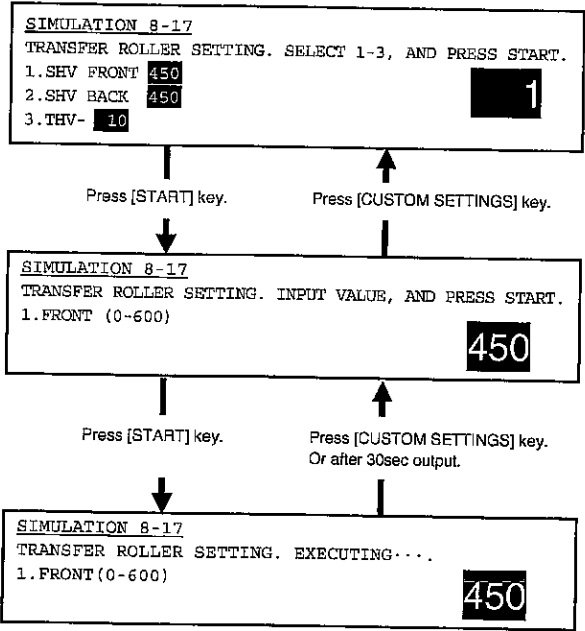 SIMULATION 8-17
TRANSFER ROLLER SETTING. SELECT 1-3, AND PRESS START.
1.SHV FRONT 450
2.SHV BACK 450
3.THV- 10
1
Press [START] key.
Press [CUSTOM SETTINGS] key.
SIMULATION 8-17
TRANSFER ROLLER SETTING. INPUT VALUE, AND PRESS START.
1.FRONT (0-600)
450
Press [START] key.
Press [CUSTOM SETTINGS] key.
Or after 30sec output.
SIMULATION 8-17
TRANSFER ROLLER SETTING. EXECUTING···.
1.FRONT(0-600)
450